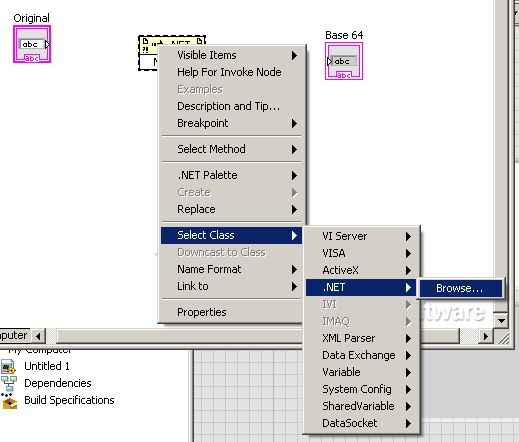 Original
abc
abc
.NET
Base 64
abc
abc
Visible Items
Help For Invoke Node
Examples
Description and Tip...
Breakpoint
Select Method
.NET Palette
Create
Replace
Select Class
Downcast to Class
Name Format
Link to
Properties
VI Server
VISA
ActiveX
.NET
IVI
IMAQ
XML Parser
Data Exchange
Variable
System Config
SharedVariable
DataSocket
Browse...
My Computer
Untitled 1
Dependencies
Build Specifications